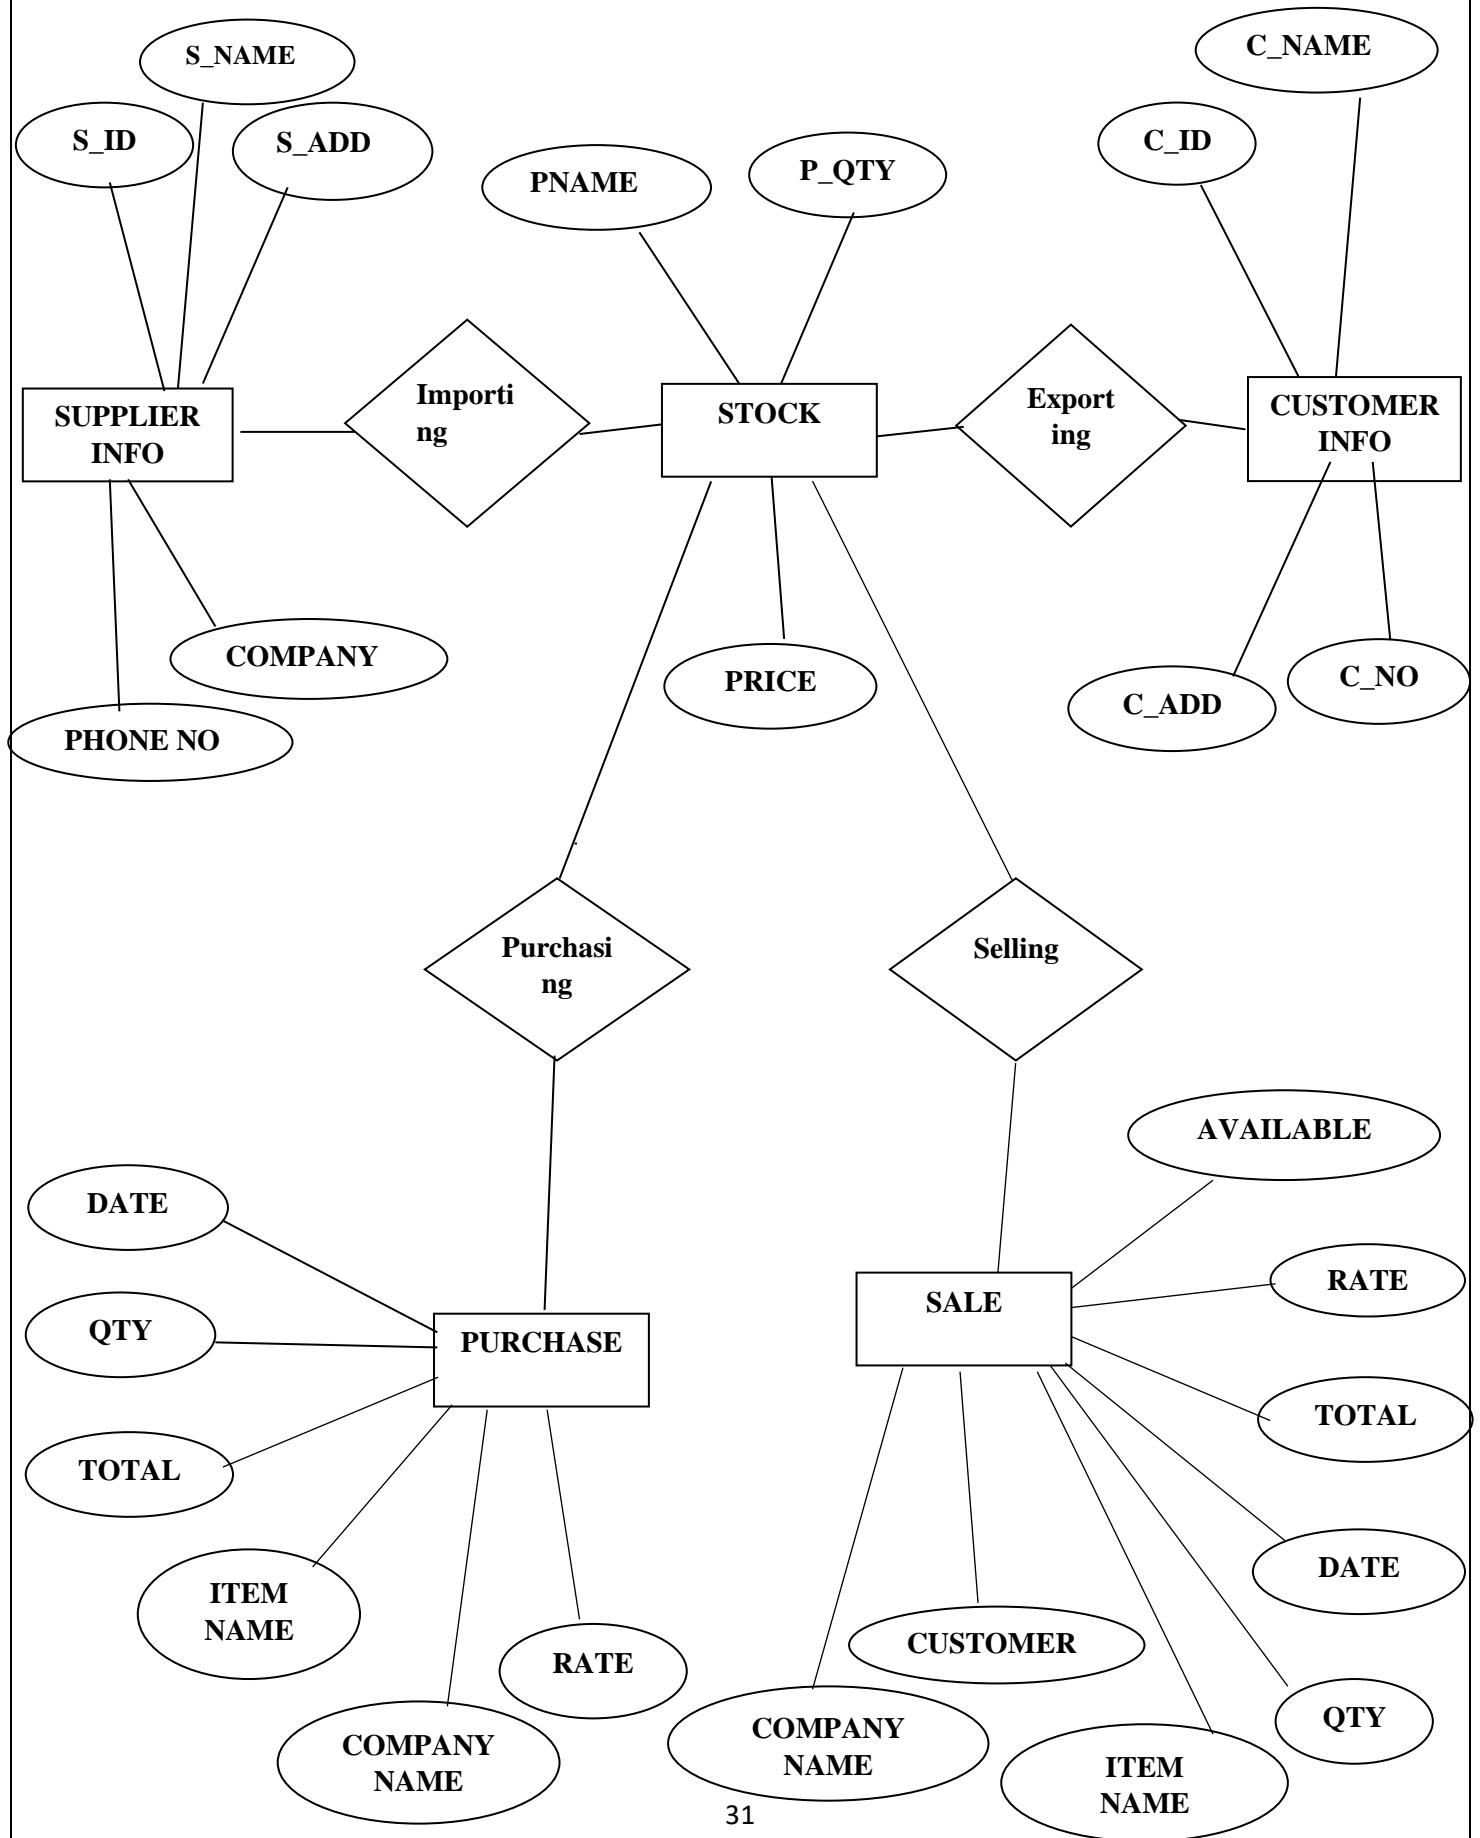 S_NAME
C_NAME
S_ID
S_ADD
C_ID
PNAME
P_QTY
Importi
ng
Export
ing
SUPPLIER
INFO
STOCK
CUSTOMER
INFO
COMPANY
PRICE
C_ADD
C_NO
PHONE NO
Purchasi
ng
Selling
AVAILABLE
DATE
RATE
QTY
PURCHASE
SALE
TOTAL
TOTAL
ITEM
NAME
RATE
DATE
CUSTOMER
COMPANY
NAME
COMPANY
NAME
QTY
ITEM
NAME
31